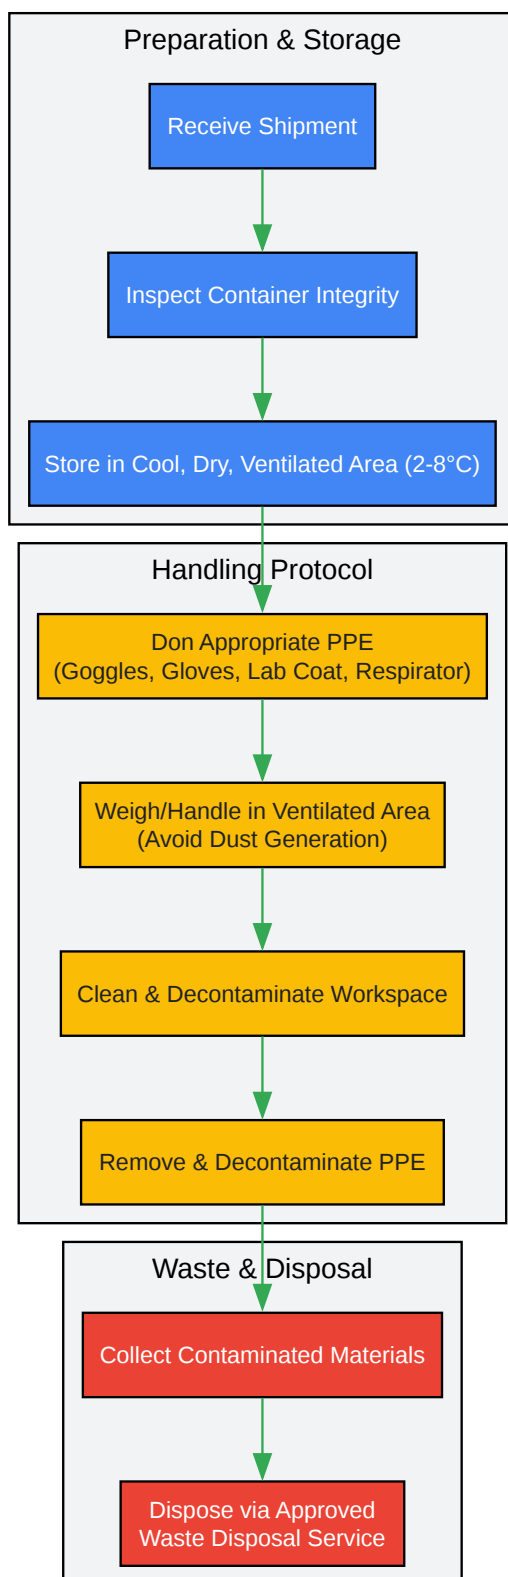 Preparation & Storage
Receive Shipment
Inspect Container Integrity
Store in Cool, Dry, Ventilated Area (2-8°C)
Handling Protocol
Don Appropriate PPE
(Goggles, Gloves, Lab Coat, Respirator)
Weigh/Handle in Ventilated Area
(Avoid Dust Generation)
Clean & Decontaminate Workspace
Remove & Decontaminate PPE
Waste & Disposal
Collect Contaminated Materials
Dispose via Approved
Waste Disposal Service